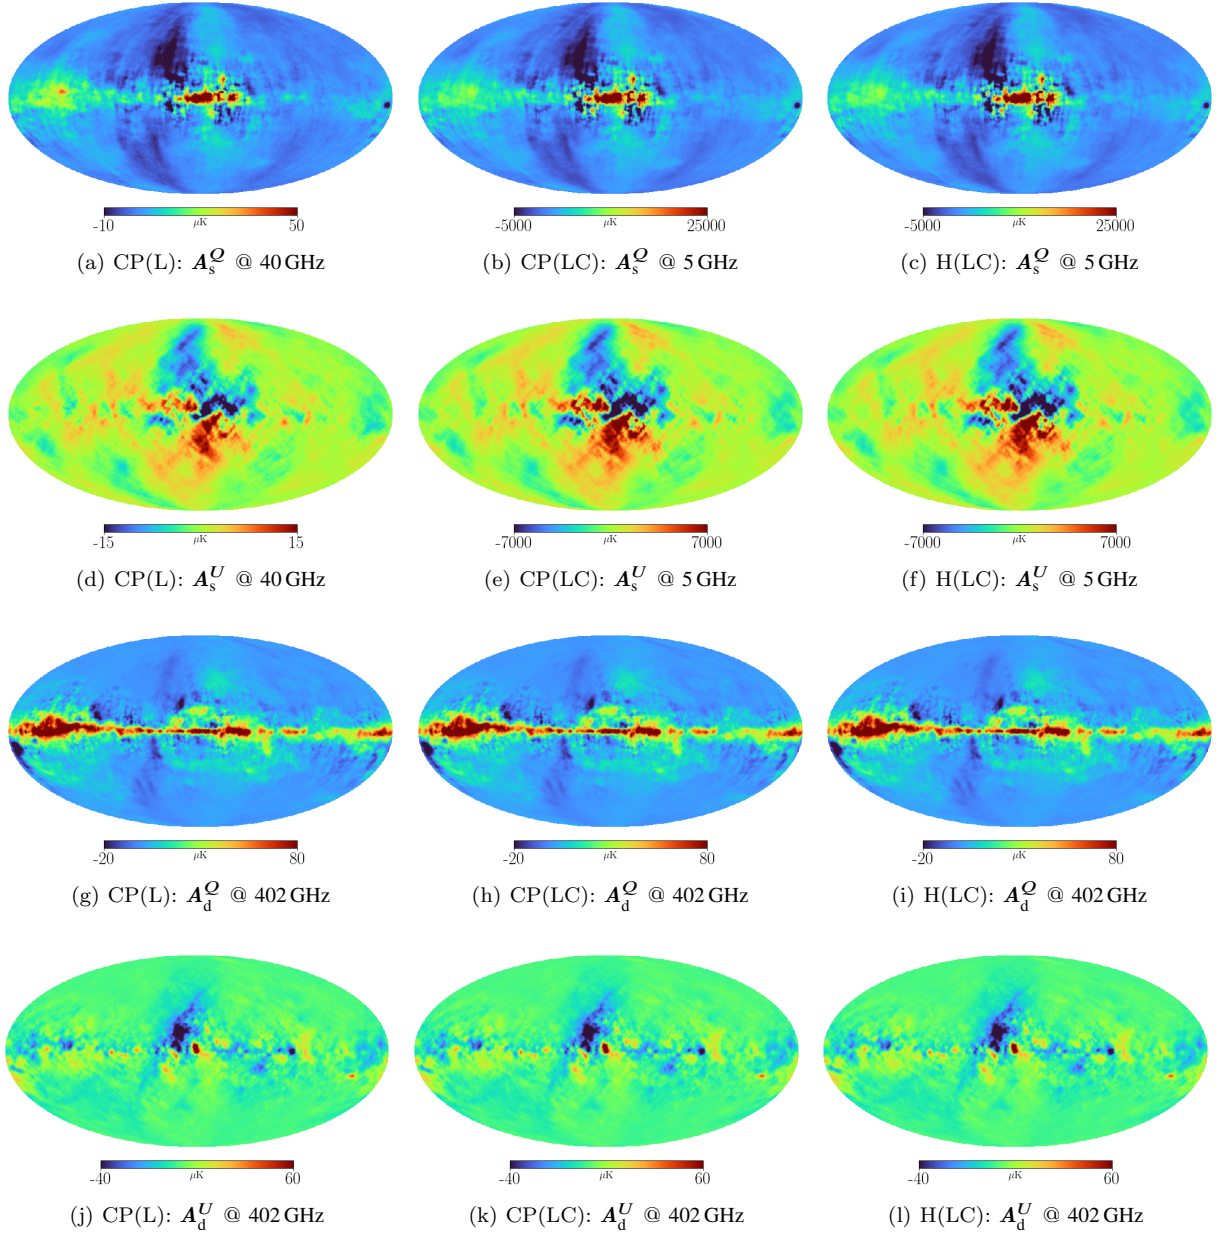 -10 μK 50 -5000 μK 25000 -5000 μK 25000
(a) CP(L): A_s^Q @ 40 GHz (b) CP(LC): A_s^Q @ 5 GHz (c) H(LC): A_s^Q @ 5 GHz
-15 μK 15 -7000 μK 7000 -7000 μK 7000
(d) CP(L): A_s^U @ 40 GHz (e) CP(LC): A_s^U @ 5 GHz (f) H(LC): A_s^U @ 5 GHz
-20 μK 80 -20 μK 80 -20 μK 80
(g) CP(L): A_d^Q @ 402 GHz (h) CP(LC): A_d^Q @ 402 GHz (i) H(LC): A_d^Q @ 402 GHz
-40 μK 60 -40 μK 60 -40 μK 60
(j) CP(L): A_d^U @ 402 GHz (k) CP(LC): A_d^U @ 402 GHz (l) H(LC): A_d^U @ 402 GHz